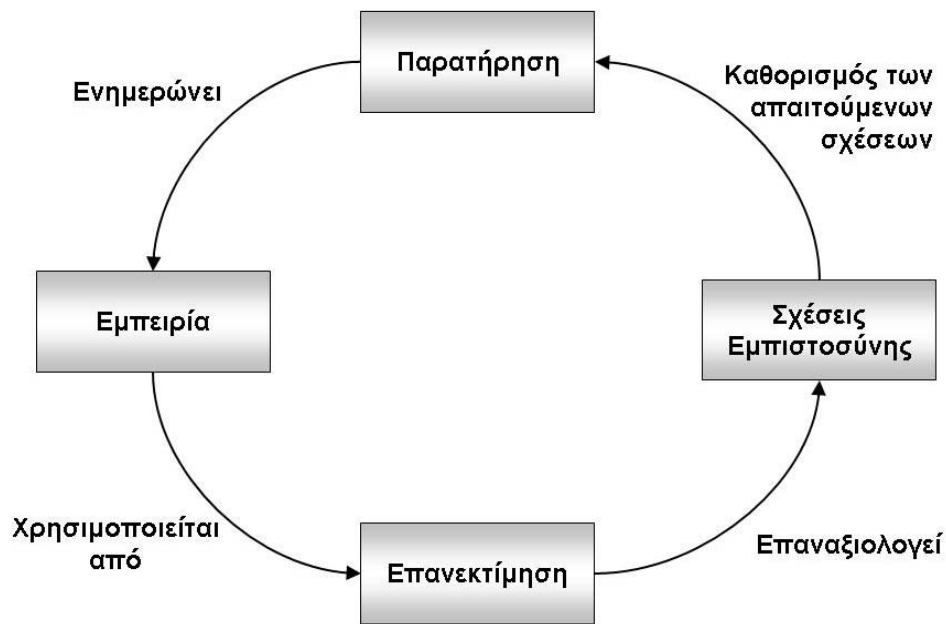 Παρατήρηση
Ενημερώνει
Καθορισμός των
απαιτούμενων
σχέσεων
Εμπειρία
Σχέσεις
Εμπιστοσύνης
Χρησιμοποιείται
από
Επανεκτίμηση
Επαναξιολογεί